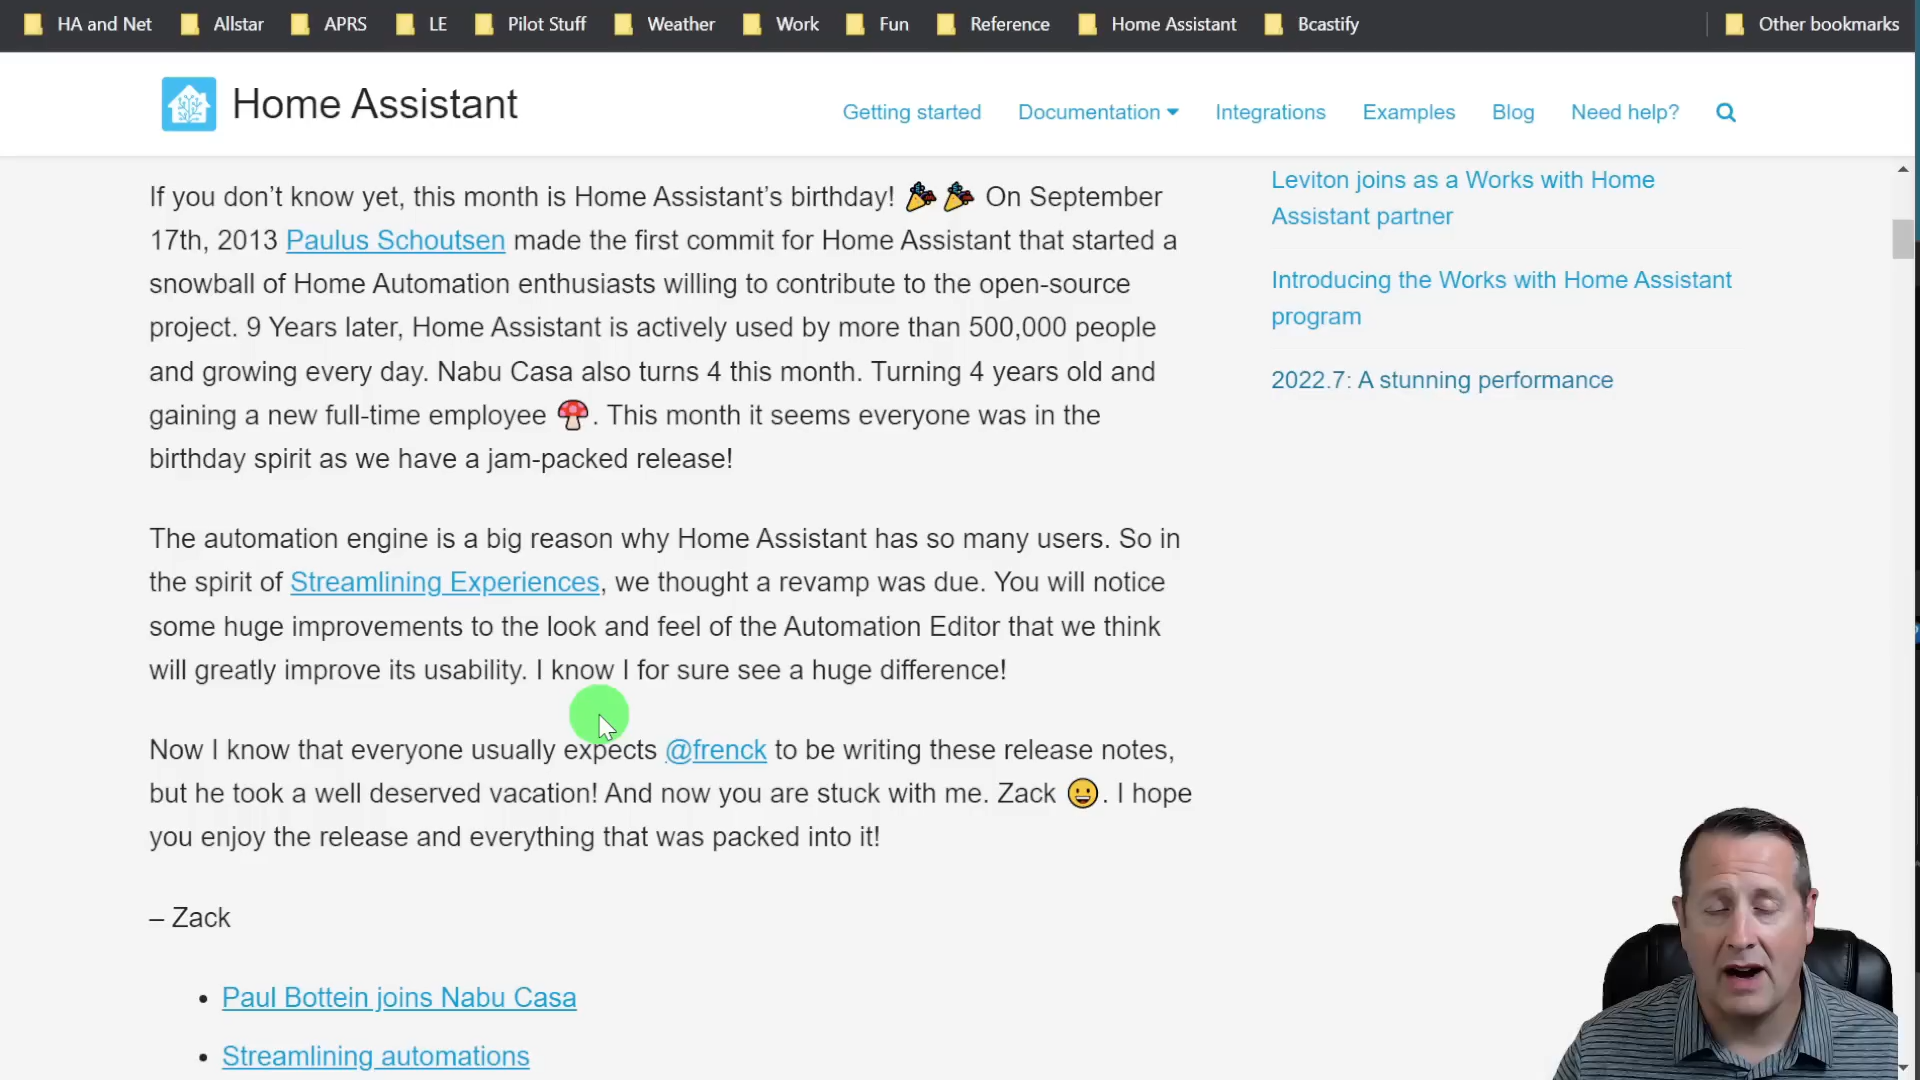 HA and Net Allstar APRS LE Pilot Stuff Weather Work Fun Reference Home Assistant Bcastify Other bookmarks
Home Assistant
Getting started Documentation Integrations Examples Blog Need help?
If you don’t know yet, this month is Home Assistant’s birthday! 🎉 🎉 On September
17th, 2013 Paulus Schoutsen made the first commit for Home Assistant that started a
snowball of Home Automation enthusiasts willing to contribute to the open-source
project. 9 Years later, Home Assistant is actively used by more than 500,000 people
and growing every day. Nabu Casa also turns 4 this month. Turning 4 years old and
gaining a new full-time employee 🍄. This month it seems everyone was in the
birthday spirit as we have a jam-packed release!
The automation engine is a big reason why Home Assistant has so many users. So in
the spirit of Streamlining Experiences, we thought a revamp was due. You will notice
some huge improvements to the look and feel of the Automation Editor that we think
will greatly improve its usability. I know I for sure see a huge difference!
Now I know that everyone usually expects @frenck to be writing these release notes,
but he took a well deserved vacation! And now you are stuck with me. Zack 😀. I hope
you enjoy the release and everything that was packed into it!
– Zack
• Paul Bottein joins Nabu Casa
• Streamlining automations
Leviton joins as a Works with Home
Assistant partner
Introducing the Works with Home Assistant
program
2022.7: A stunning performance